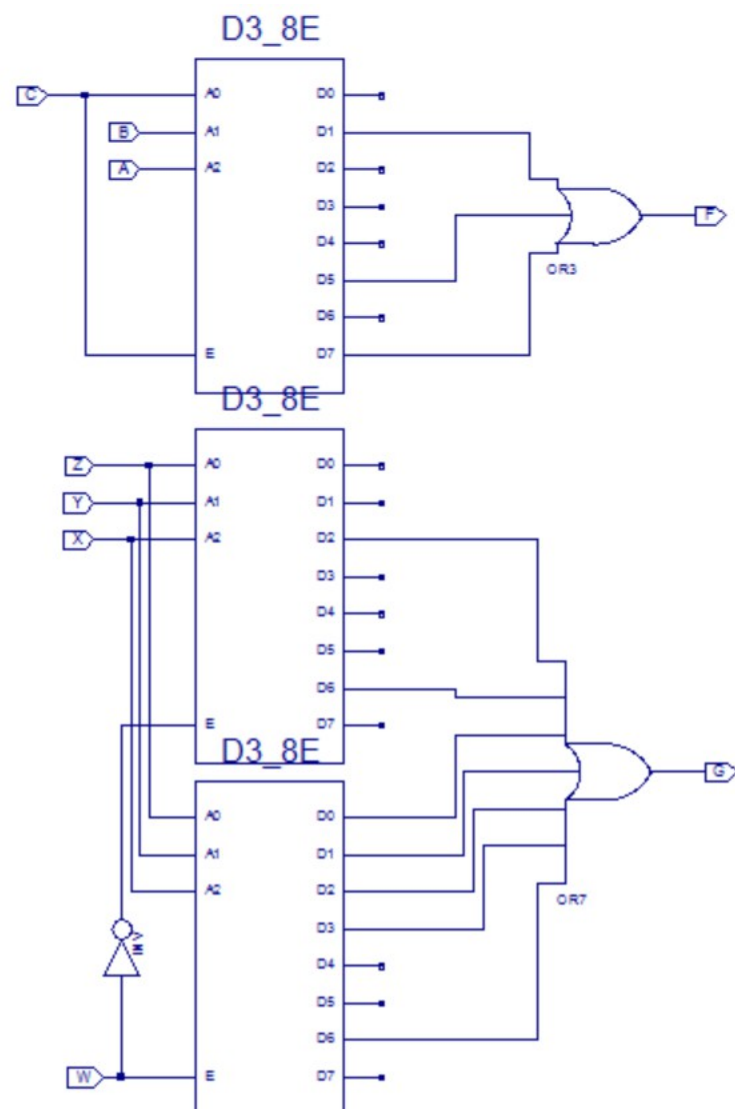 D3_8E
C A0 D0
B A1 D1
A A2 D2
D3 F
D4
D5 OR3
D6
E D7
D3_8E
Z A0 D0
Y A1 D1
X A2 D2
D3
D4
D5
D6
E D7
D3_8E
G
A0 D0
A1 D1
A2 D2
OR7
INV D3
D4
D5
D6
W E D7